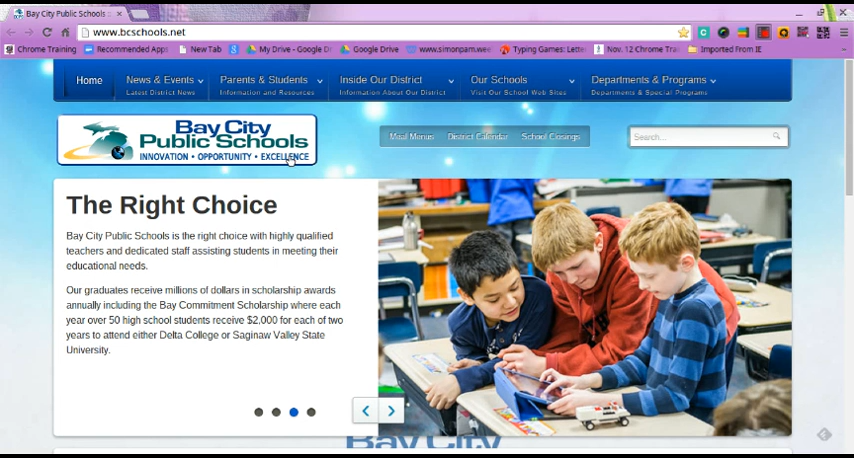 Bay City Public Schools ::
www.bcschools.net
Chrome Training
Recommended Apps
New Tab
My Drive - Google D
Google Drive
www.simonpam.wee
Typing Games: Lette
Nov. 12 Chrome Trai
Imported From IE
Home
News & Events
Latest District News
Parents & Students
Information and Resources
Inside Our District
Information About Our District
Our Schools
Visit Our School Web Sites
Departments & Programs
Departments & Special Programs
Bay City
Public Schools
INNOVATION • OPPORTUNITY • EXCELLENCE
Meal Menus
District Calendar
School Closings
Search...
The Right Choice
Bay City Public Schools is the right choice with highly qualified
teachers and dedicated staff assisting students in meeting their
educational needs.
Our graduates receive millions of dollars in scholarship awards
annually including the Bay Commitment Scholarship where each
year over 50 high school students receive $2,000 for each of two
years to attend either Delta College or Saginaw Valley State
University.
Bay City